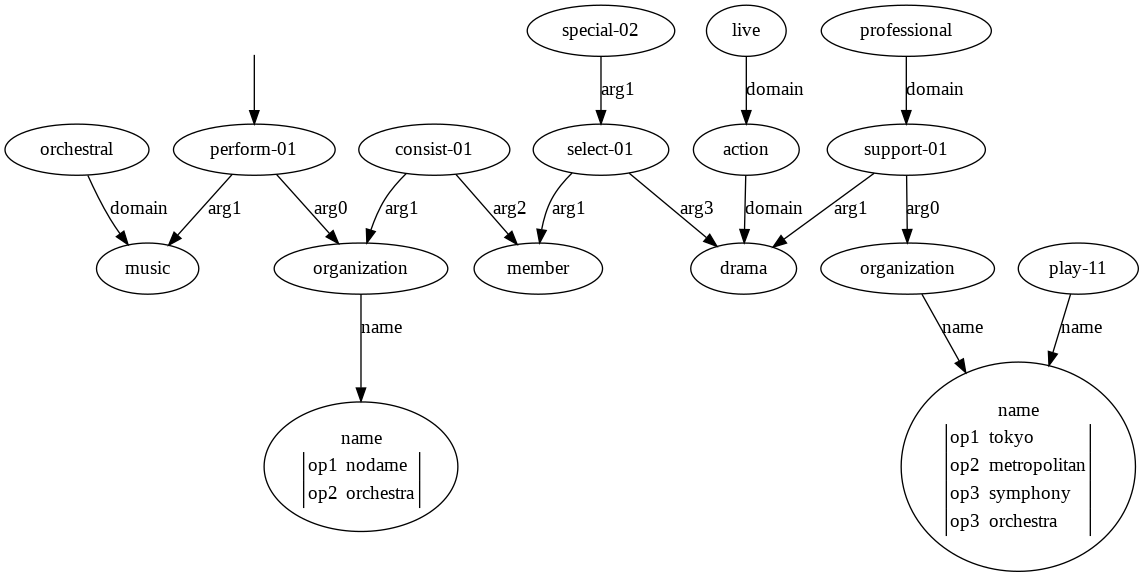 special-02 live professional
arg1 domain domain
orchestral perform-01 consist-01 select-01 action support-01
domain arg1 arg0 arg1 arg2 arg1 arg3 domain arg1 arg0
music organization member drama organization play-11
name name name
name
op1 nodame
op2 orchestra
name
op1 tokyo
op2 metropolitan
op3 symphony
op3 orchestra